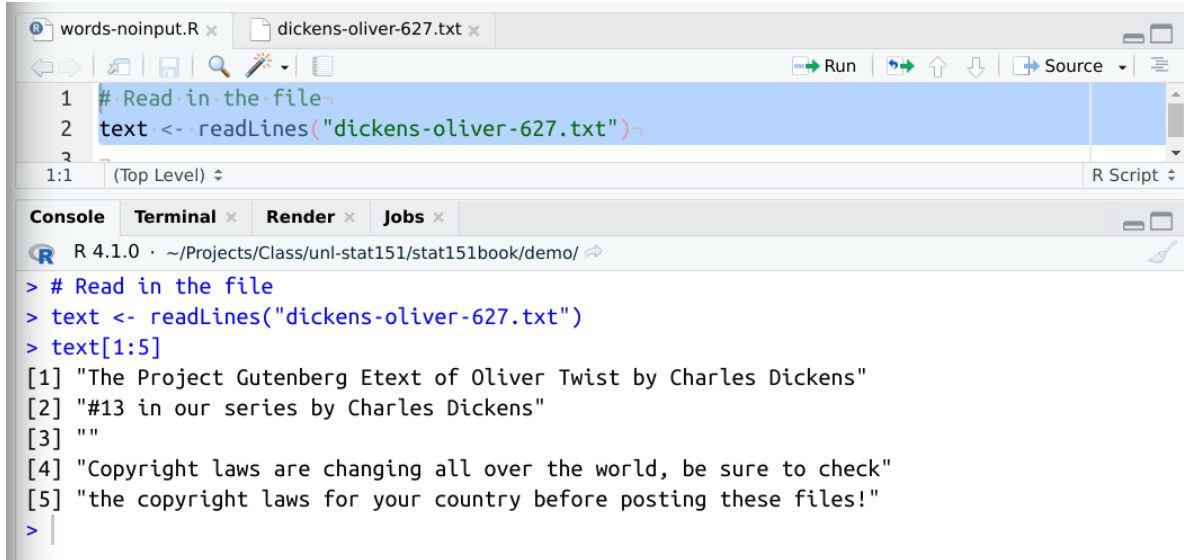 words-noinput.R × dickens-oliver-627.txt ×
Run Source
1 # Read in the file
2 text <- readLines("dickens-oliver-627.txt")
3
1:1 (Top Level) R Script
Console Terminal × Render × Jobs ×
R R 4.1.0 · ~/Projects/Class/unl-stat151/stat151book/demo/
> # Read in the file
> text <- readLines("dickens-oliver-627.txt")
> text[1:5]
[1] "The Project Gutenberg Etext of Oliver Twist by Charles Dickens"
[2] "#13 in our series by Charles Dickens"
[3] ""
[4] "Copyright laws are changing all over the world, be sure to check"
[5] "the copyright laws for your country before posting these files!"
>